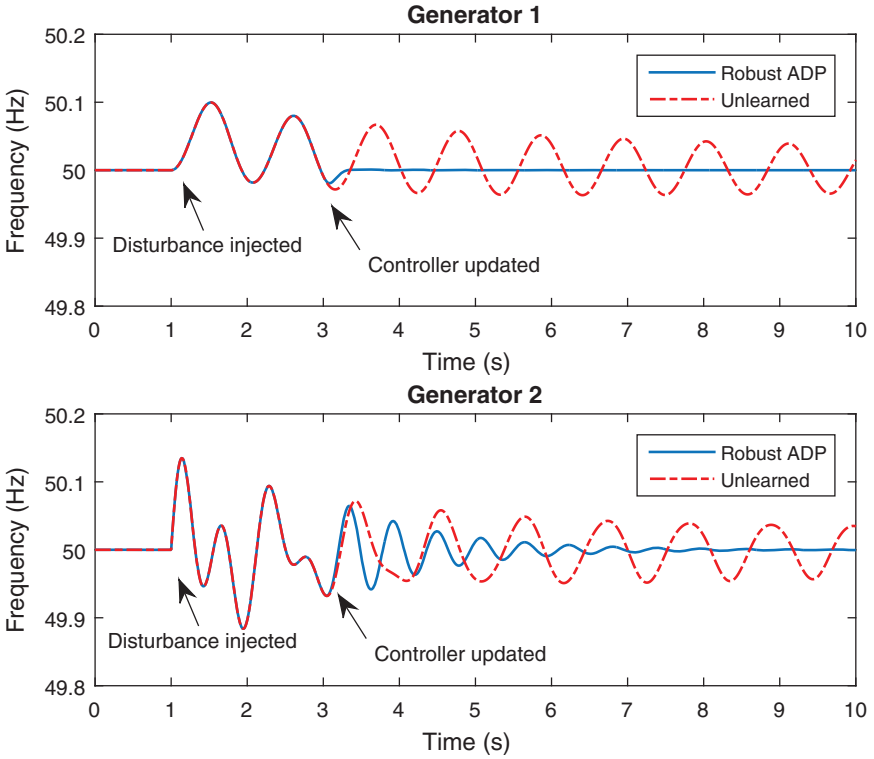 Generator 1
Frequency (Hz)
50.2
50.1
50
49.9
49.8
Robust ADP
Unlearned
Disturbance injected
Controller updated
0 1 2 3 4 5 6 7 8 9 10
Time (s)
Generator 2
Frequency (Hz)
50.2
50.1
50
49.9
49.8
Robust ADP
Unlearned
Disturbance injected
Controller updated
0 1 2 3 4 5 6 7 8 9 10
Time (s)